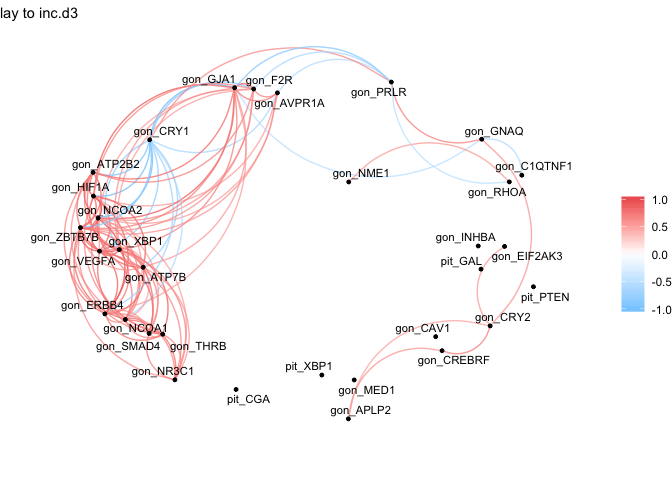 lay to inc.d3
gon_GJA1
gon_F2R
gon_PRLR
gon_AVPR1A
gon_CRY1
gon_GNAQ
gon_ATP2B2
gon_C1QTNF1
gon_NME1
gon_HIF1A
gon_RHOA
1.0
gon_NCOA2
0.5
gon_ZBTB7B
gon_XBP1
gon_INHBA
0.0
gon_VEGFA
pit_GAL
gon_EIF2AK3
-0.5
gon_ATP7B
pit_PTEN
-1.0
gon_ERBB4
gon_CRY2
gon_NCOA1
gon_CAV1
gon_SMAD4
gon_THRB
gon_CREBRF
gon_NR3C1
pit_XBP1
gon_MED1
pit_CGA
gon_APLP2